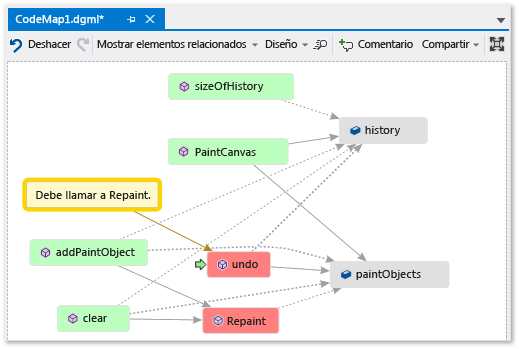 CodeMap1.dgml*
Deshacer Mostrar elementos relacionados Diseño Comentario Compartir
sizeOfHistory
history
PaintCanvas
Debe llamar a Repaint.
addPaintObject
undo
paintObjects
clear
Repaint